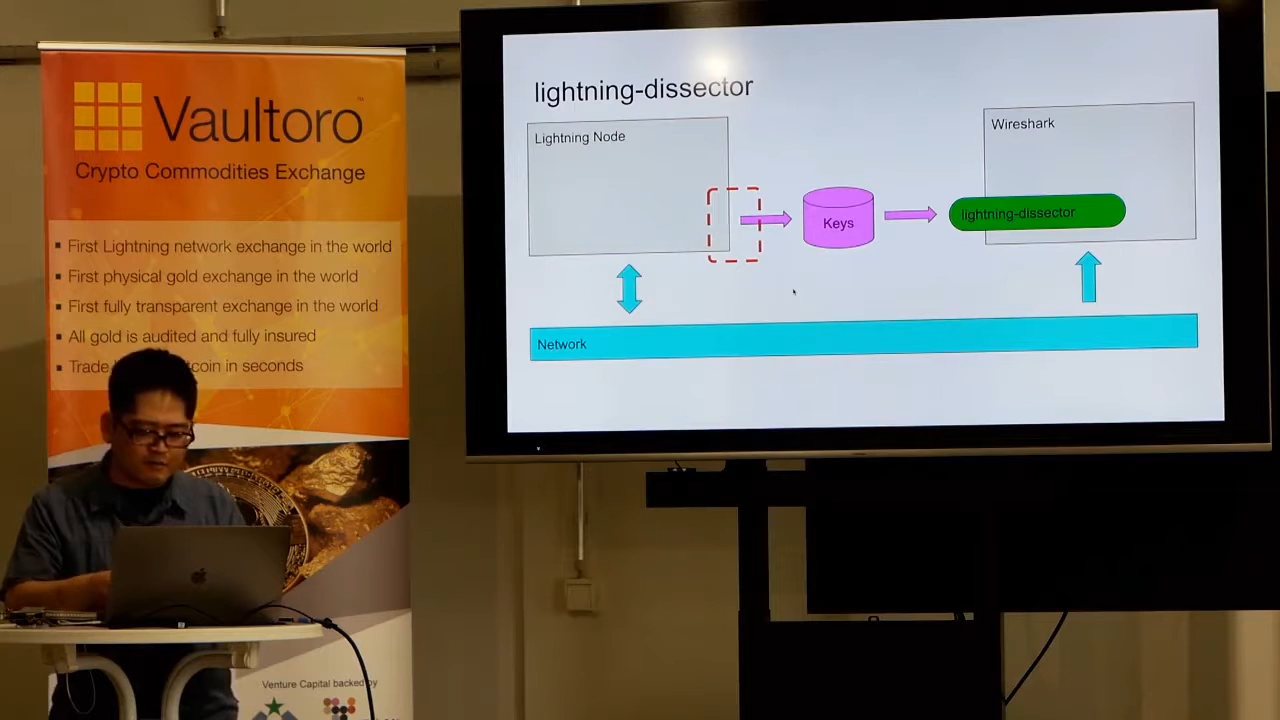 Vaultoro™
Crypto Commodities Exchange
▪ First Lightning network exchange in the world
▪ First physical gold exchange in the world
▪ First fully transparent exchange in the world
▪ All gold is audited and fully insured
▪ Trade coin in seconds
Venture Capital backed by
lightning-dissector
Lightning Node
Keys
Wireshark
lightning-dissector
Network